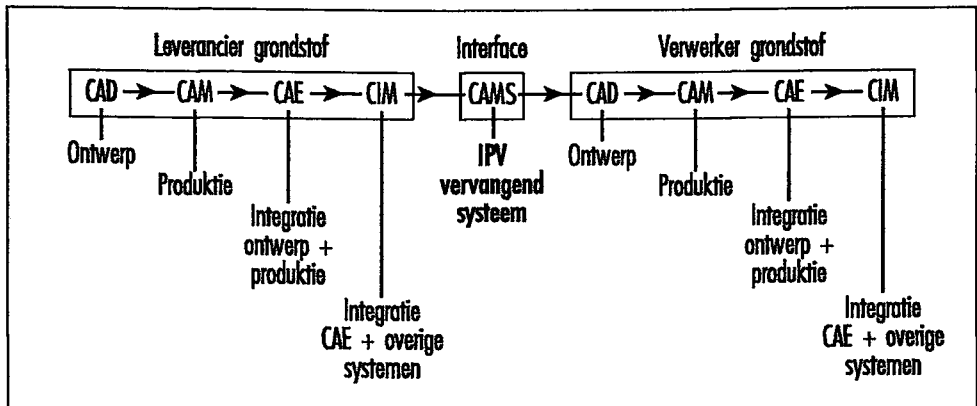 Leverancier grondstof
Interface
Verwerker grondstof
CAD CAM CAE CIM CAMS CAD CAM CAE CIM
Ontwerp
Produktie
Integratie
ontwerp +
produktie
Integratie
CAE + overige
systemen
IPV
vervangend
systeem
Ontwerp
Produktie
Integratie
ontwerp +
produktie
Integratie
CAE + overige
systemen